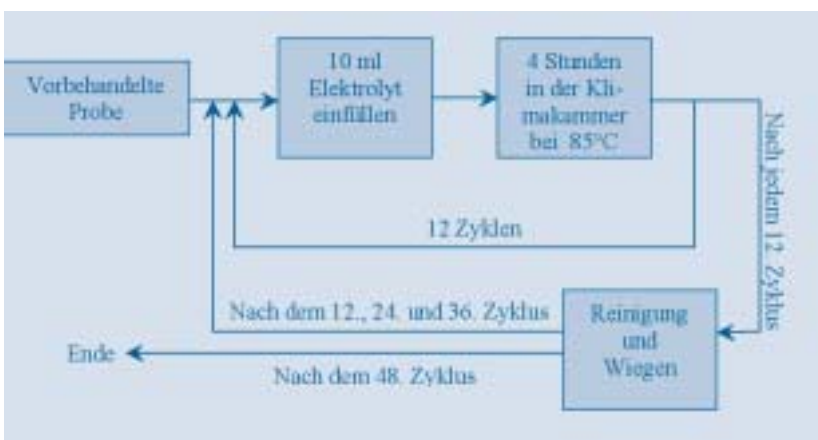 Vorbehandelte
Probe
10 ml
Elektrolyt
einfüllen
4 Stunden
in der Kli-
makammer
bei 85°C
Nach jedem 12. Zyklus
12 Zyklen
Nach dem 12., 24. und 36. Zyklus
Reinigung
und
Wiegen
Ende
Nach dem 48. Zyklus